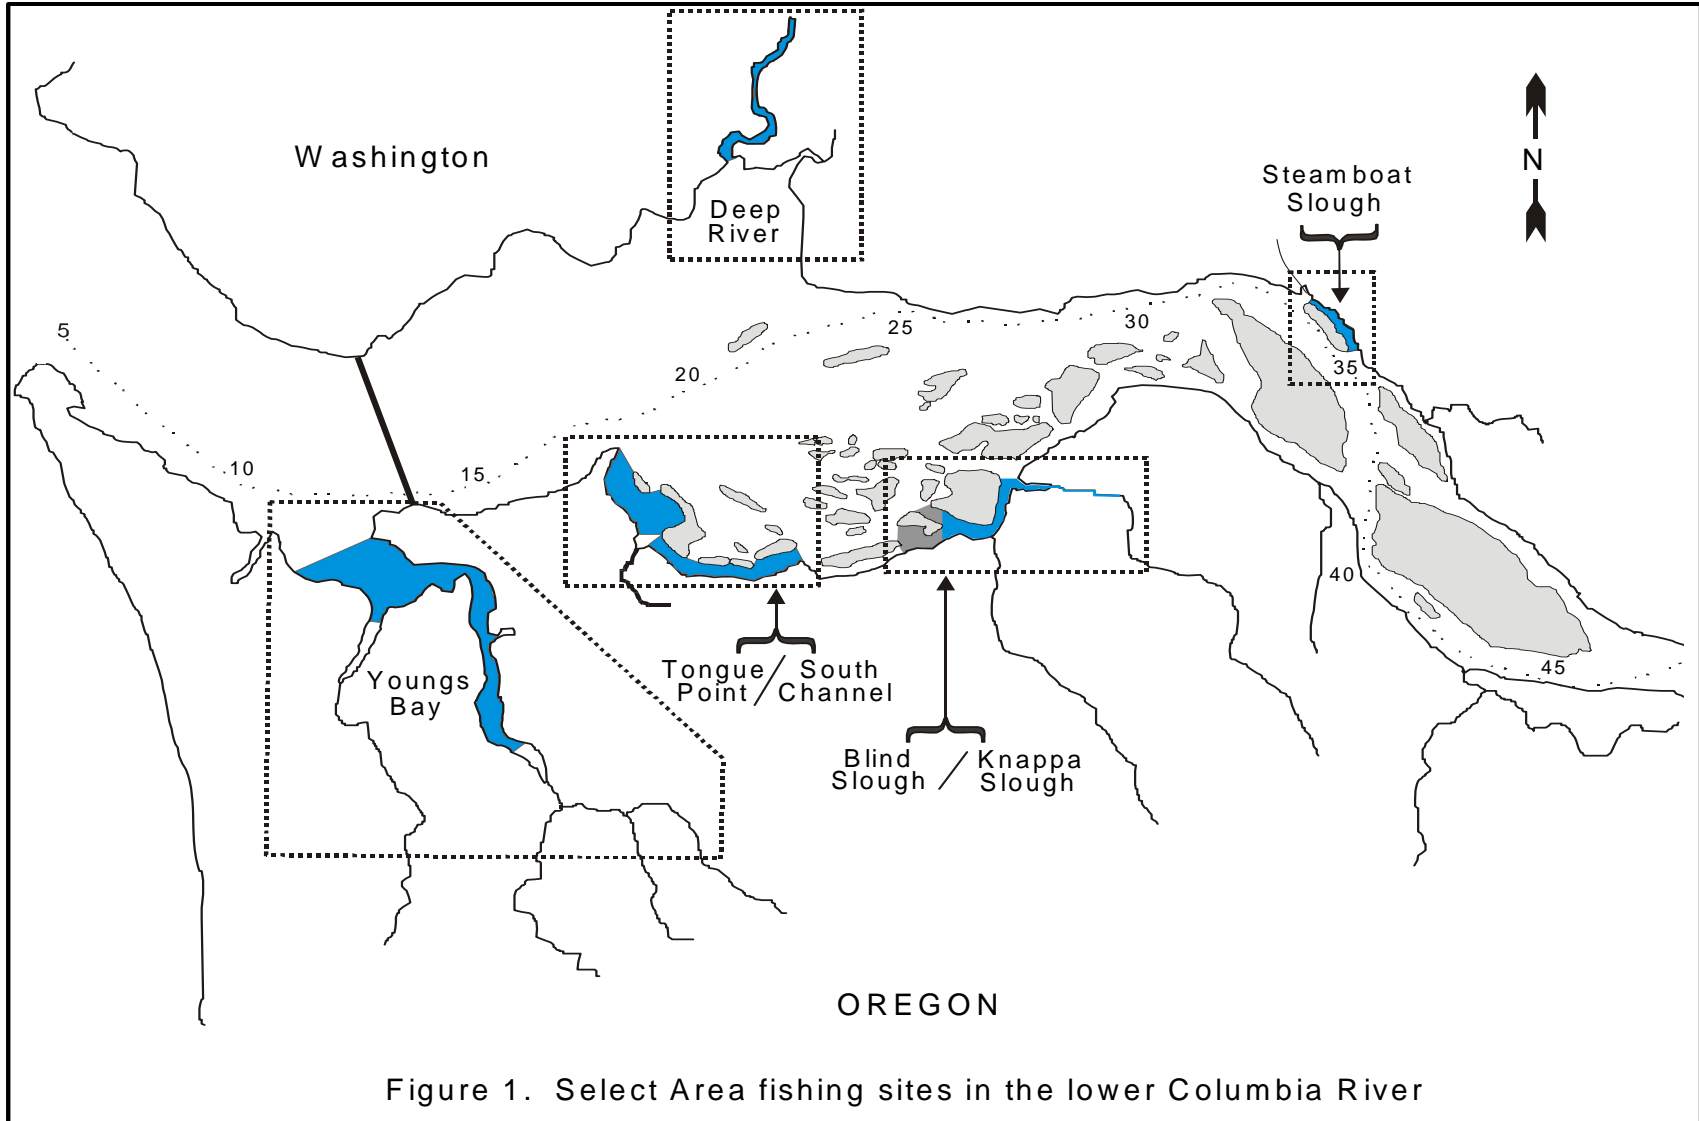 Washington
Deep
River
Steamboat
Slough
N
5
10
15
20
25
30
35
40
45
Youngs
Bay
Tongue / South
Point / Channel
Blind / Knappa
Slough / Slough
OREGON
Figure 1. Select Area fishing sites in the lower Columbia River